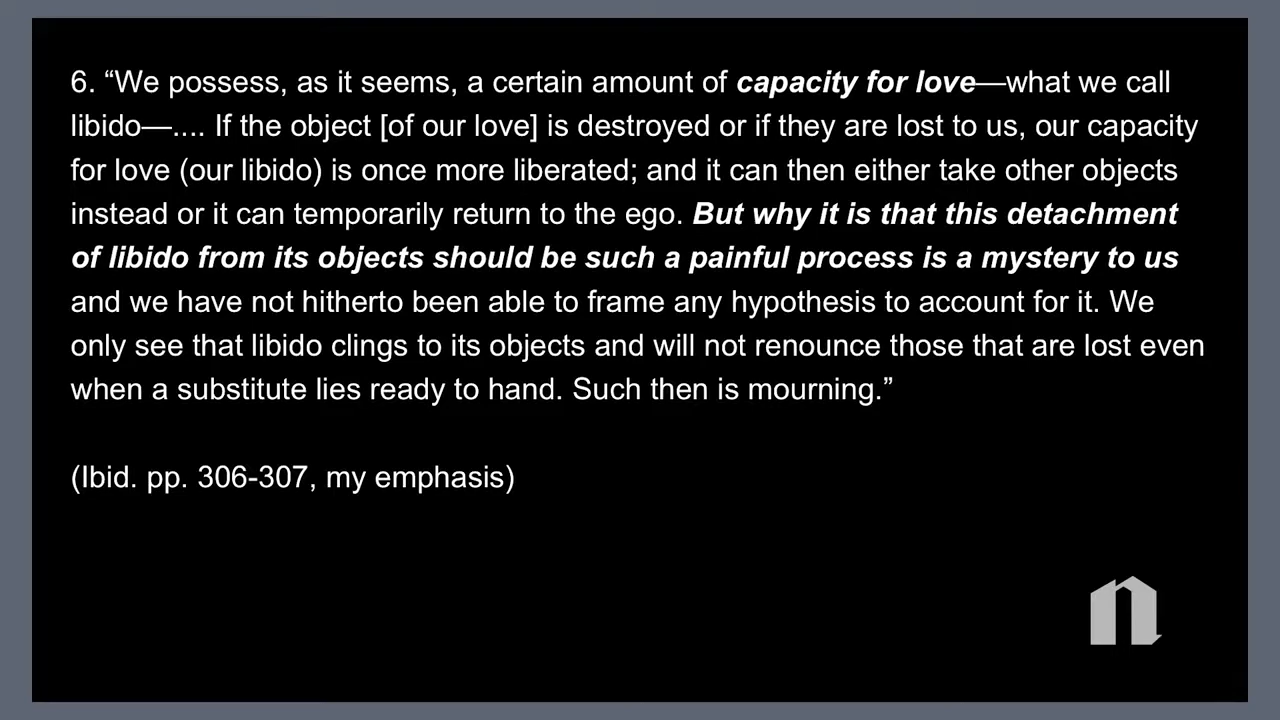 6. “We possess, as it seems, a certain amount of capacity for love—what we call
libido—.... If the object [of our love] is destroyed or if they are lost to us, our capacity
for love (our libido) is once more liberated; and it can then either take other objects
instead or it can temporarily return to the ego. But why it is that this detachment
of libido from its objects should be such a painful process is a mystery to us
and we have not hitherto been able to frame any hypothesis to account for it. We
only see that libido clings to its objects and will not renounce those that are lost even
when a substitute lies ready to hand. Such then is mourning.”
(Ibid. pp. 306-307, my emphasis)
n